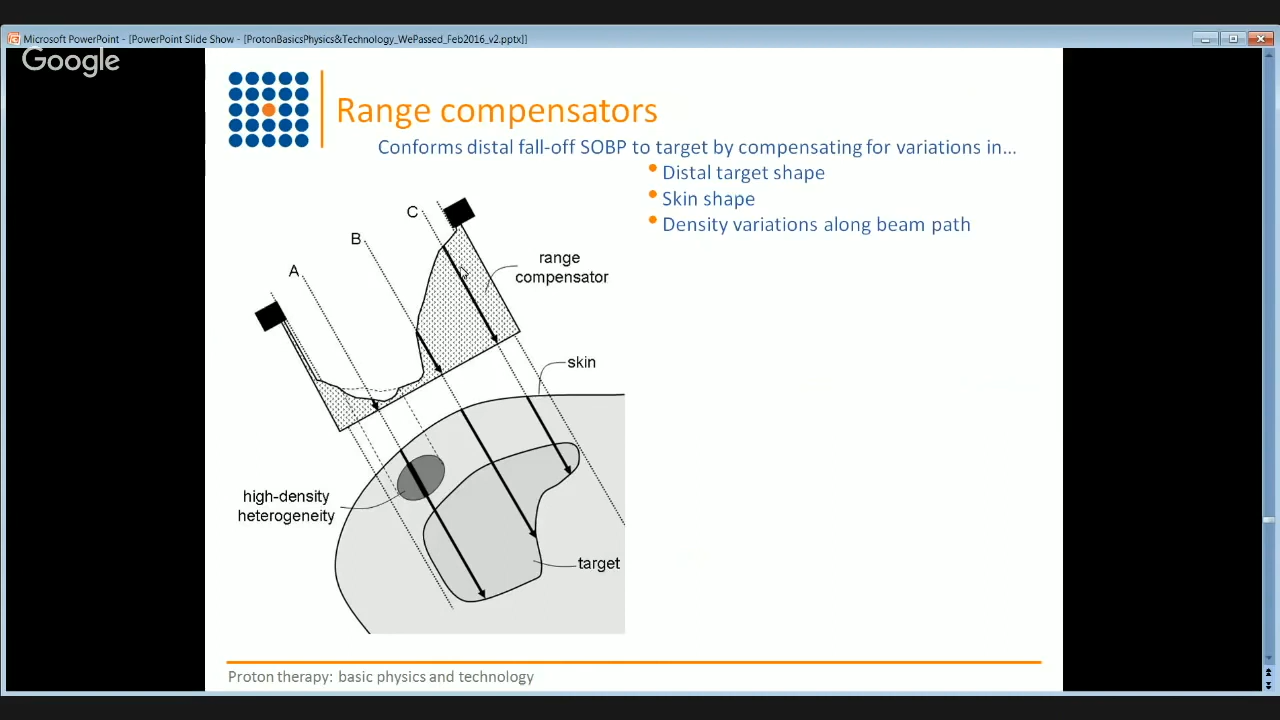 Microsoft PowerPoint - [PowerPoint Slide Show - [ProtonBasicsPhysics&Technology_WePassed_Feb2016_v2.pptx]]
Google
Range compensators
Conforms distal fall-off SOBP to target by compensating for variations in...
• Distal target shape
• Skin shape
• Density variations along beam path
C
B
A
range
compensator
skin
high-density
heterogeneity
target
Proton therapy: basic physics and technology